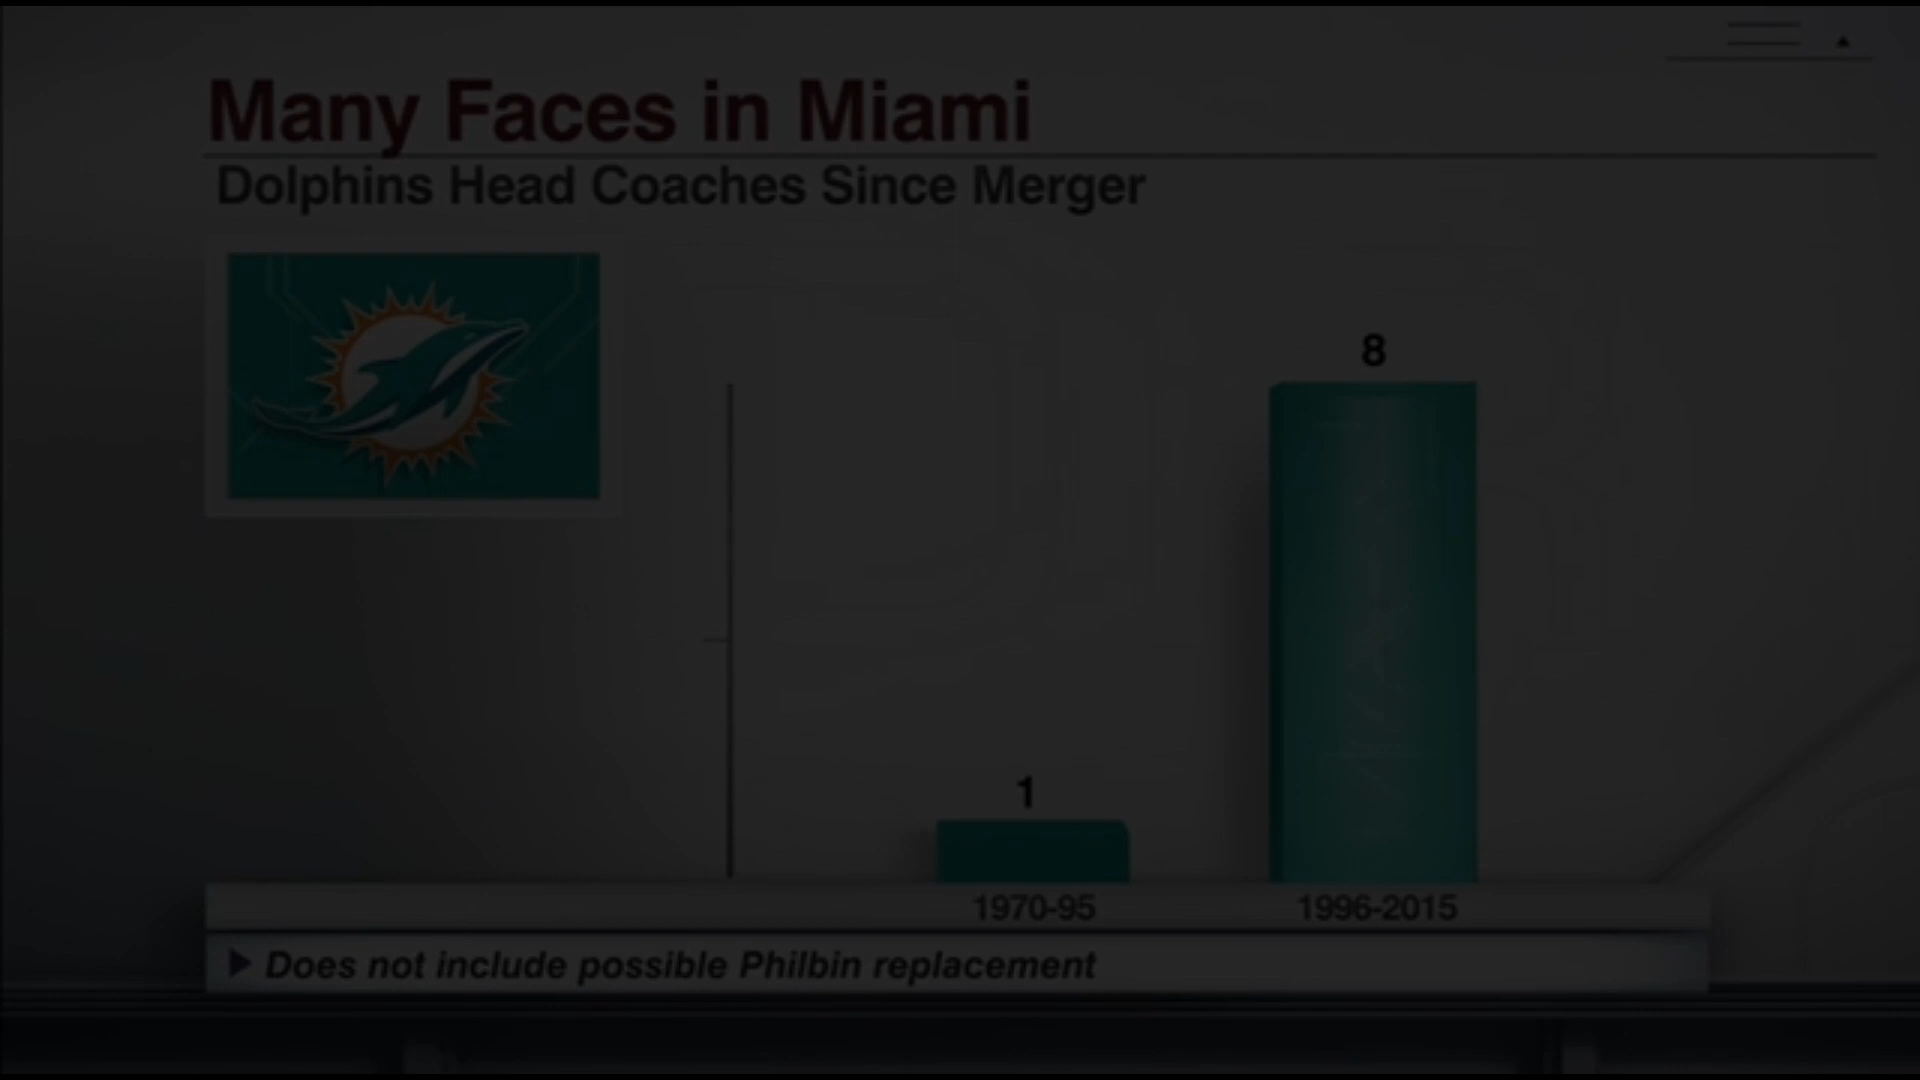 Many Faces in Miami
Dolphins Head Coaches Since Merger
8
1
1970-95 1996-2015
Does not include possible Philbin replacement